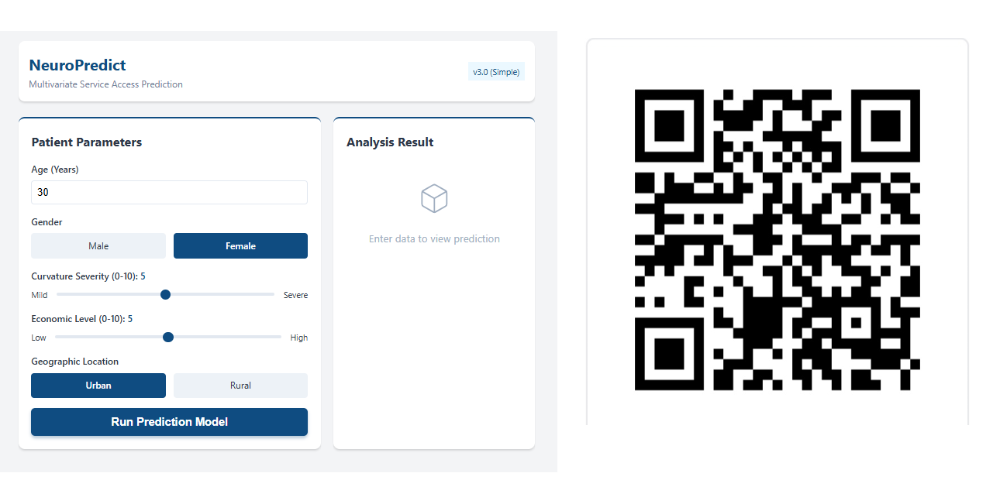 NeuroPredict
Multivariate Service Access Prediction
v3.0 (Simple)
Patient Parameters
Age (Years)
30
Gender
Male
Female
Curvature Severity (0-10): 5
Mild
Severe
Economic Level (0-10): 5
Low
High
Geographic Location
Urban
Rural
Run Prediction Model
Analysis Result
Enter data to view prediction